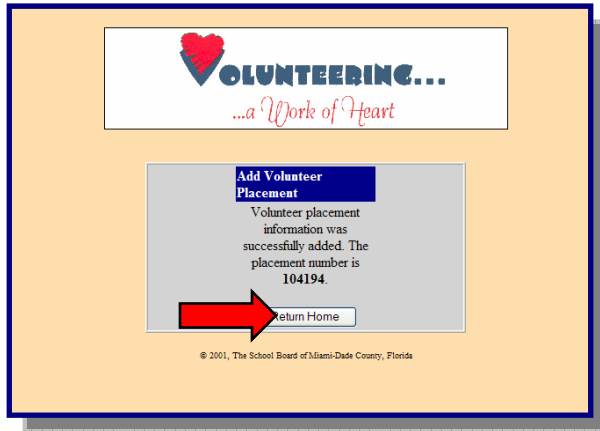 VOLUNTEERING...
...a Work of Heart
Add Volunteer
Placement
Volunteer placement
information was
successfully added. The
placement number is
104194.
Return Home
© 2001, The School Board of Miami-Dade County, Florida